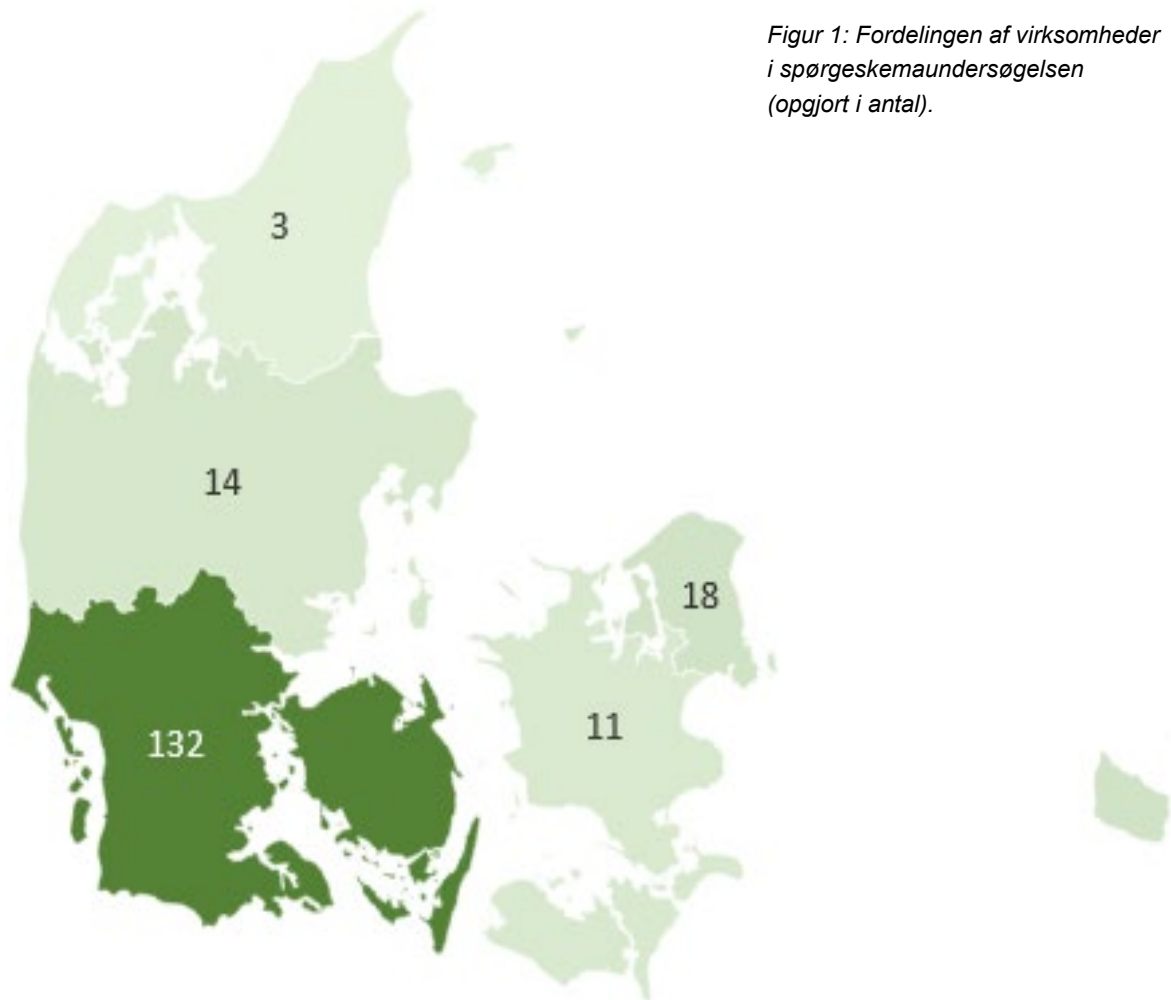 Figur 1: Fordelingen af virksomheder
i spørgeskemaundersøgelsen
(opgjort i antal).
3
14
18
11
132